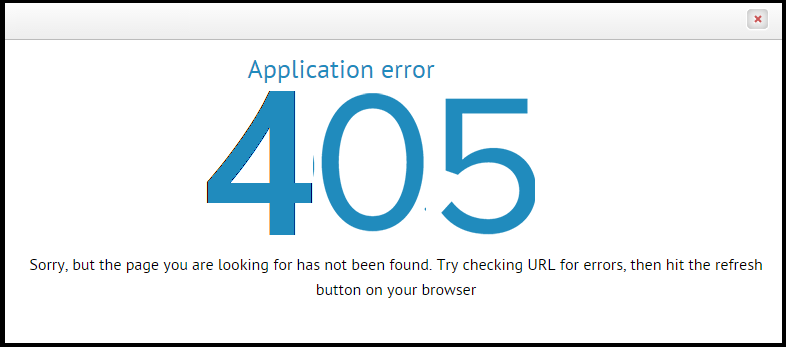 Application error
405
Sorry, but the page you are looking for has not been found. Try checking URL for errors, then hit the refresh
button on your browser